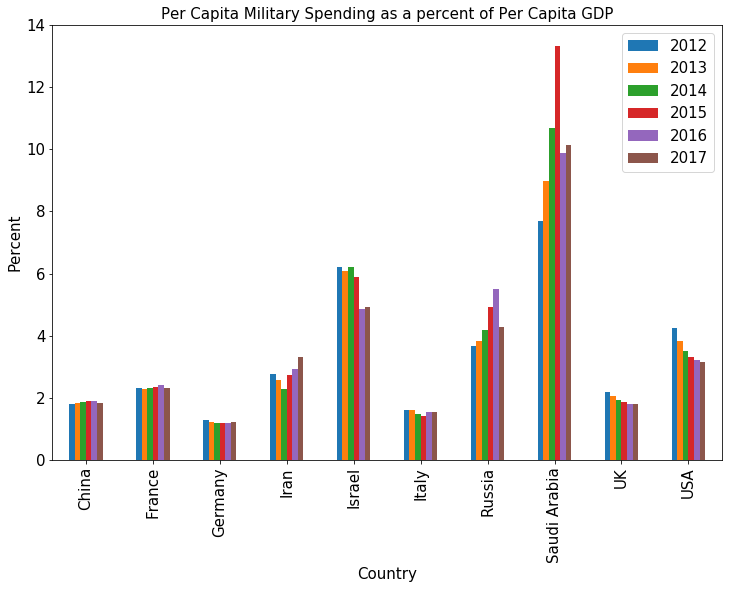 Per Capita Military Spending as a percent of Per Capita GDP
14
12
10
8
6
4
2
0
Percent
2012
2013
2014
2015
2016
2017
China
France
Germany
Iran
Israel
Italy
Russia
Saudi Arabia
UK
USA
Country